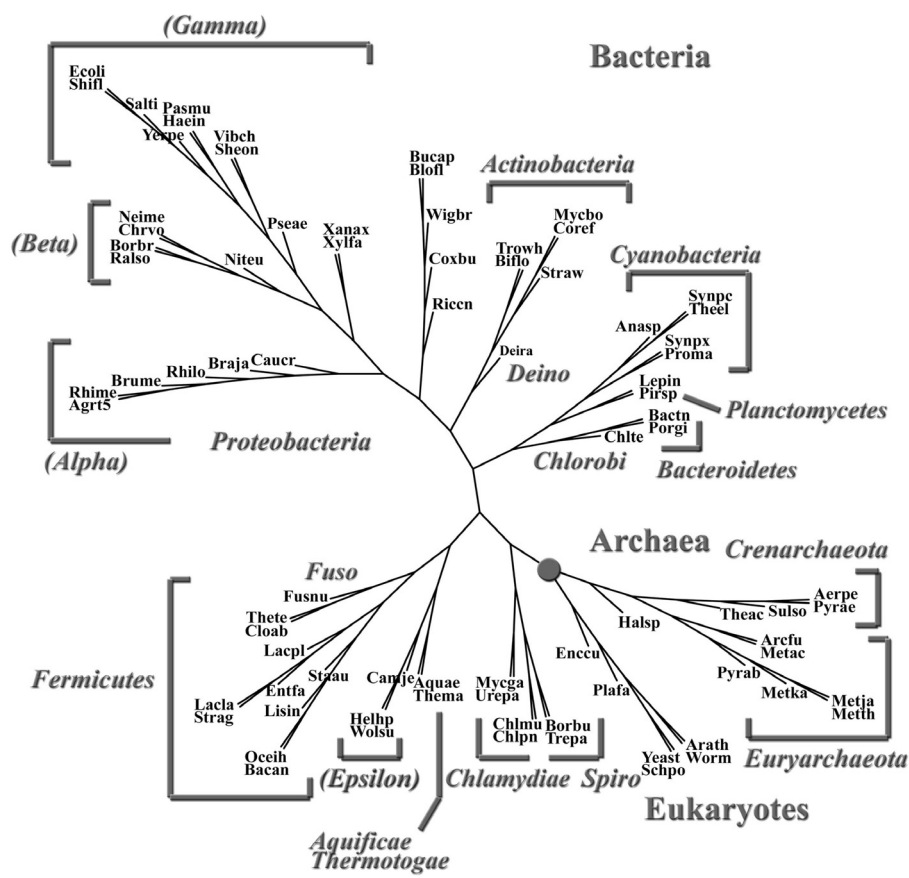 (Gamma)
Bacteria
Ecoli
Shifl
Salti
Pasmu
Haein
Yerpe
Vibch
Sheon
Bucap
Blofl
Actinobacteria
Neime
Chrvo
Borbr
Ralso
(Beta)
Niteu
Pseae
Xanax
Xylfa
Wigbr
Coxbu
Riccn
Mycbo
Coref
Trowh
Biflo
Straw
Cyanobacteria
Synpc
Theel
Anasp
Synpx
Proma
Deira
Deino
Lepin
Pirsp
Planctomycetes
Caucr
Braja
Rhilo
Brume
Rhime
Agrt5
(Alpha)
Proteobacteria
Bactn
Porgi
Chlte
Chlorobi
Bacteroidetes
Archaea
Crenarchaeota
Fuso
Fusnu
Thete
Cloab
Lacpl
Fermicutes
Staau
Entfa
Lacla
Strag
Lisin
Oceih
Bacan
Camje
Aquae
Thema
Helhp
Wolsu
(Epsilon)
Mycga
Urepa
Chlmu
Chlpn
Borbu
Trepa
Chlamydiae
Spiro
Enccu
Plafa
Arath
Worm
Yeast
Schpo
Eukaryotes
Halsp
Theac
Sulso
Aerpe
Pyrae
Arcfu
Metac
Pyrab
Metka
Metja
Metth
Euryarchaeota
Aquificae
Thermotogae